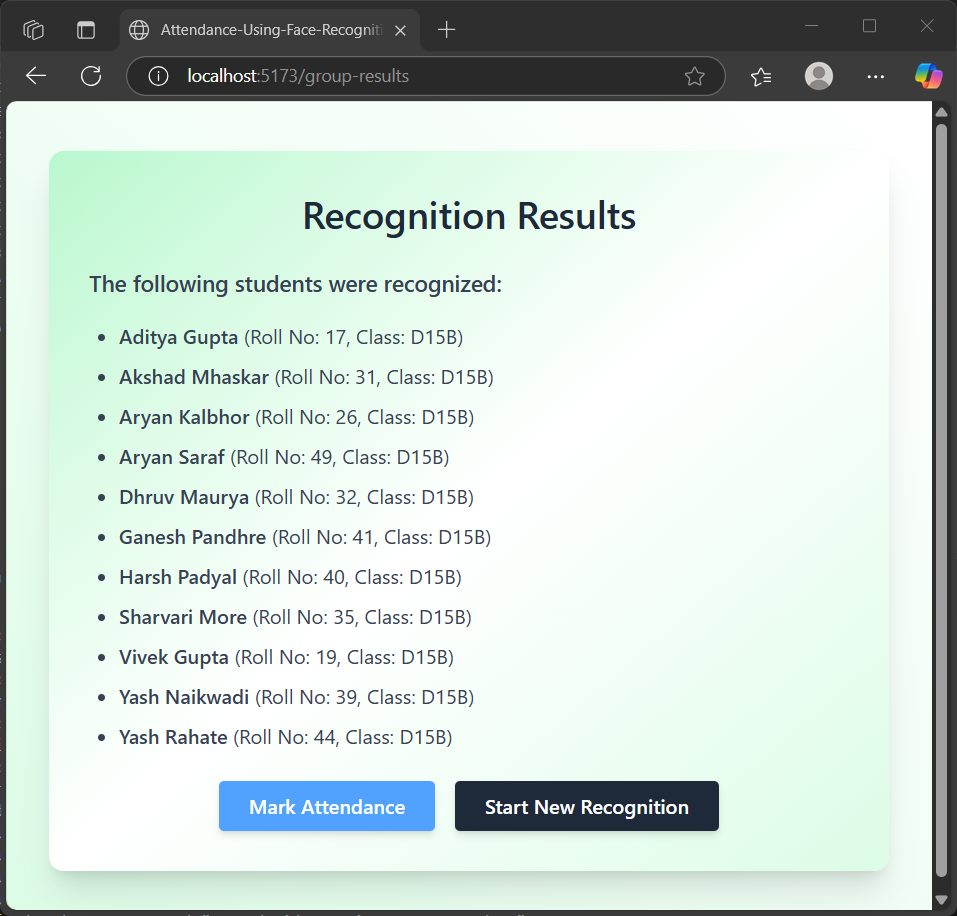 Attendance-Using-Face-Recogniti
localhost:5173/group-results
Recognition Results
The following students were recognized:
• Aditya Gupta (Roll No: 17, Class: D15B)
• Akshad Mhaskar (Roll No: 31, Class: D15B)
• Aryan Kalbhor (Roll No: 26, Class: D15B)
• Aryan Saraf (Roll No: 49, Class: D15B)
• Dhruv Maurya (Roll No: 32, Class: D15B)
• Ganesh Pandhre (Roll No: 41, Class: D15B)
• Harsh Padyal (Roll No: 40, Class: D15B)
• Sharvari More (Roll No: 35, Class: D15B)
• Vivek Gupta (Roll No: 19, Class: D15B)
• Yash Naikwadi (Roll No: 39, Class: D15B)
• Yash Rahate (Roll No: 44, Class: D15B)
Mark Attendance Start New Recognition